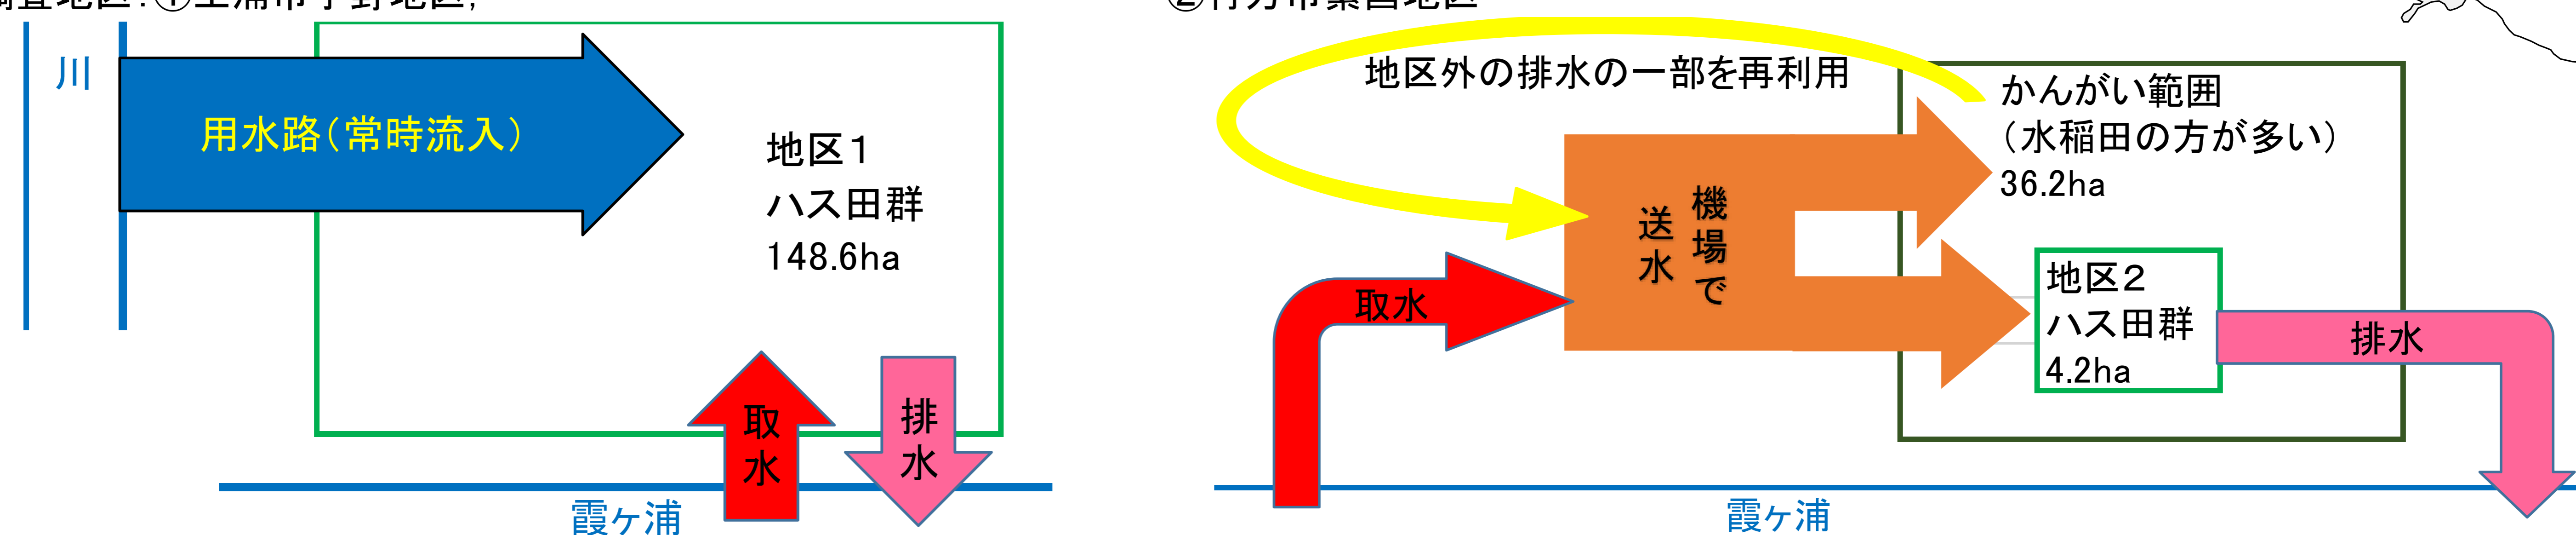 川
用水路(常時流入)
地区1
ハス田群
148.6ha
取水
排水
霞ヶ浦
地区外の排水の一部を再利用
かんがい範囲
(水稲田の方が多い)
36.2ha
機場で
送水
取水
地区2
ハス田群
4.2ha
排水
霞ヶ浦